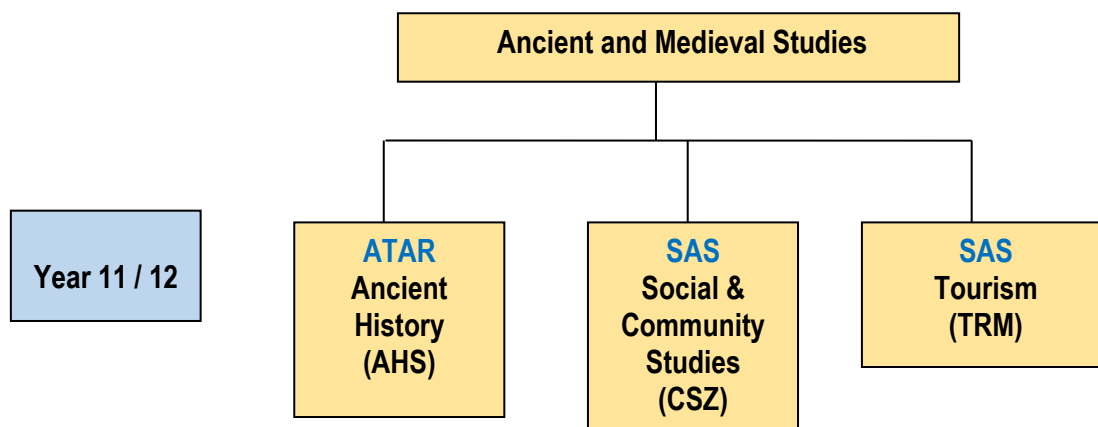 Ancient and Medieval Studies
Year 11 / 12
ATAR
Ancient
History
(AHS)
SAS
Social &
Community
Studies
(CSZ)
SAS
Tourism
(TRM)